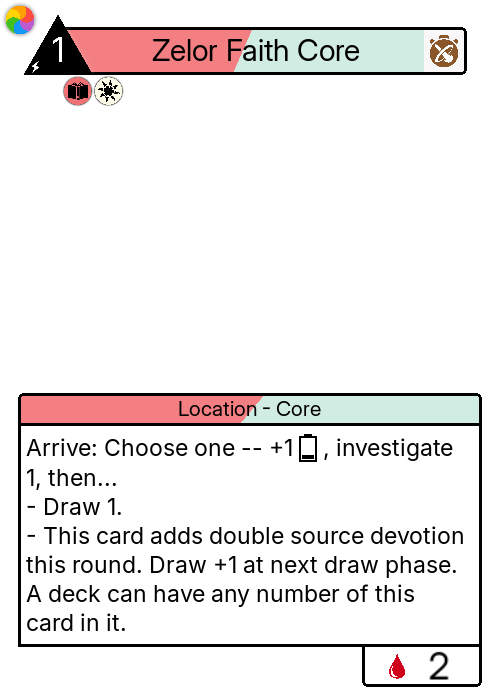 1
Zelor Faith Core
Location - Core
Arrive: Choose one -- +1 , investigate
1, then...
- Draw 1.
- This card adds double source devotion
this round. Draw +1 at next draw phase.
A deck can have any number of this
card in it.
2